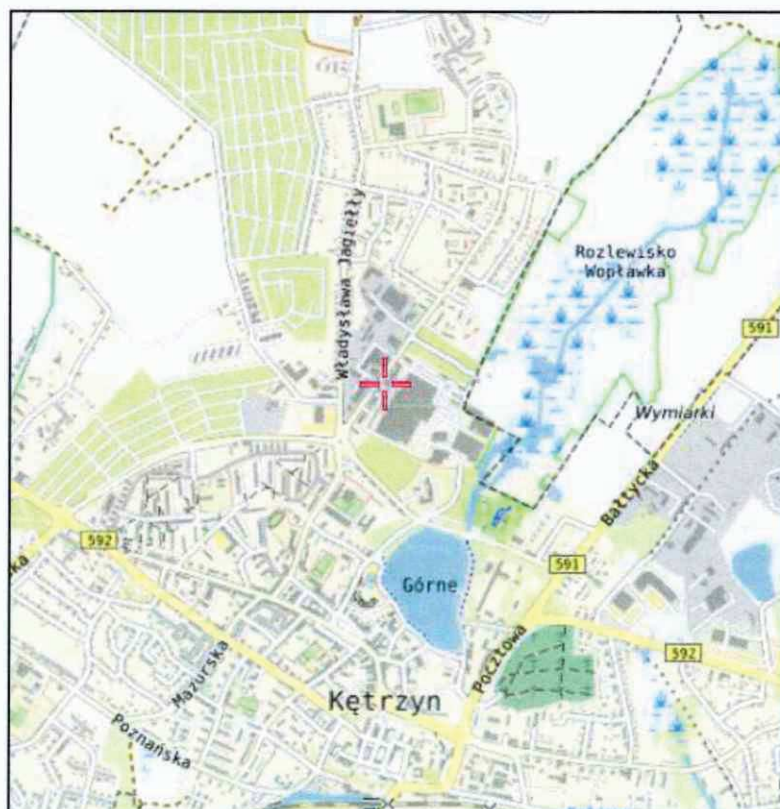 Władysława Jagiełły
Rozlewisko
Wopławka
591
Wymiarki
Bałtycka
592
Górne
591
Pocztowa
592
Mazurska
Kętrzyn
Poznańska